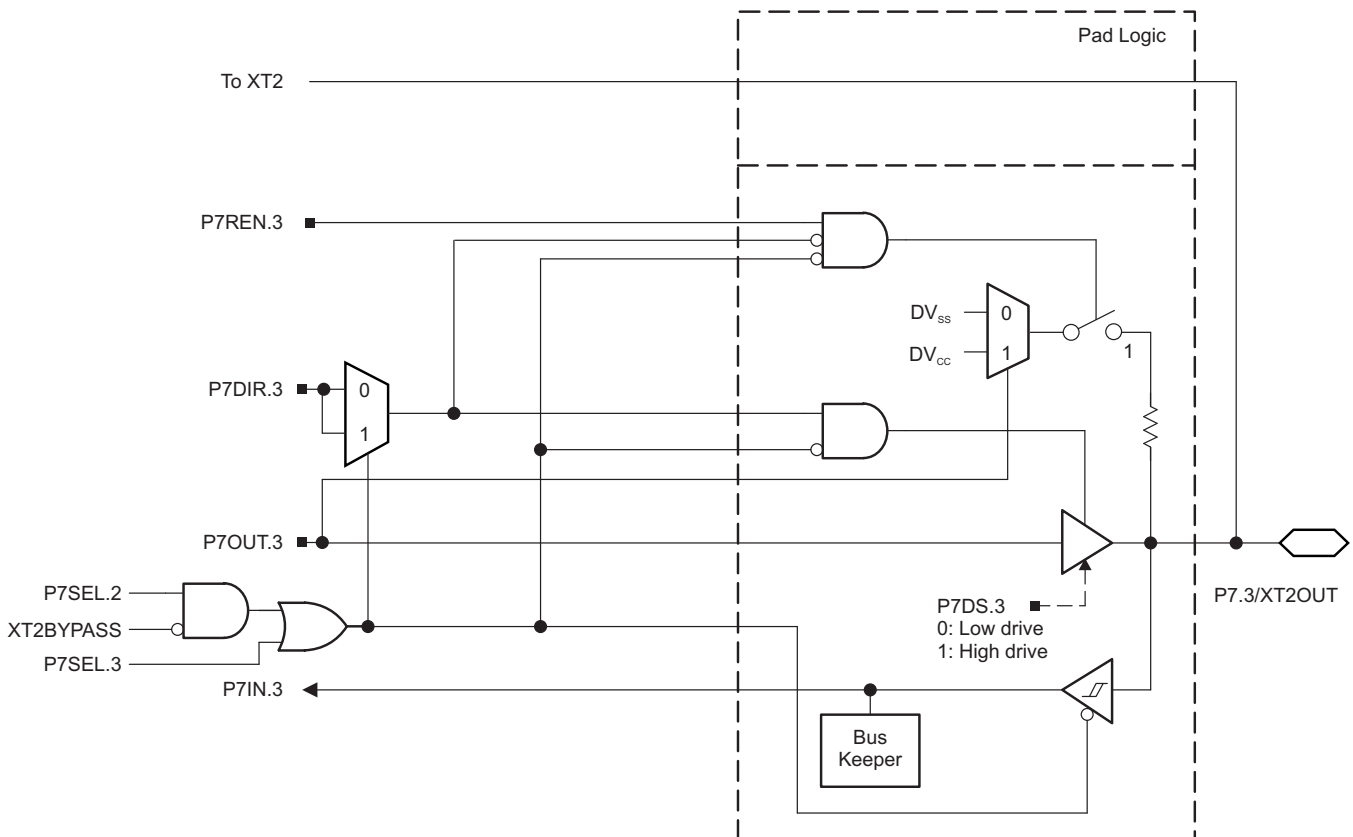 Pad Logic
To XT2
P7REN.3
DVSS
0
DVCC
1
1
P7DIR.3
0
1
P7OUT.3
P7SEL.2
XT2BYPASS
P7SEL.3
P7DS.3
0: Low drive
1: High drive
P7.3/XT2OUT
P7IN.3
Bus
Keeper